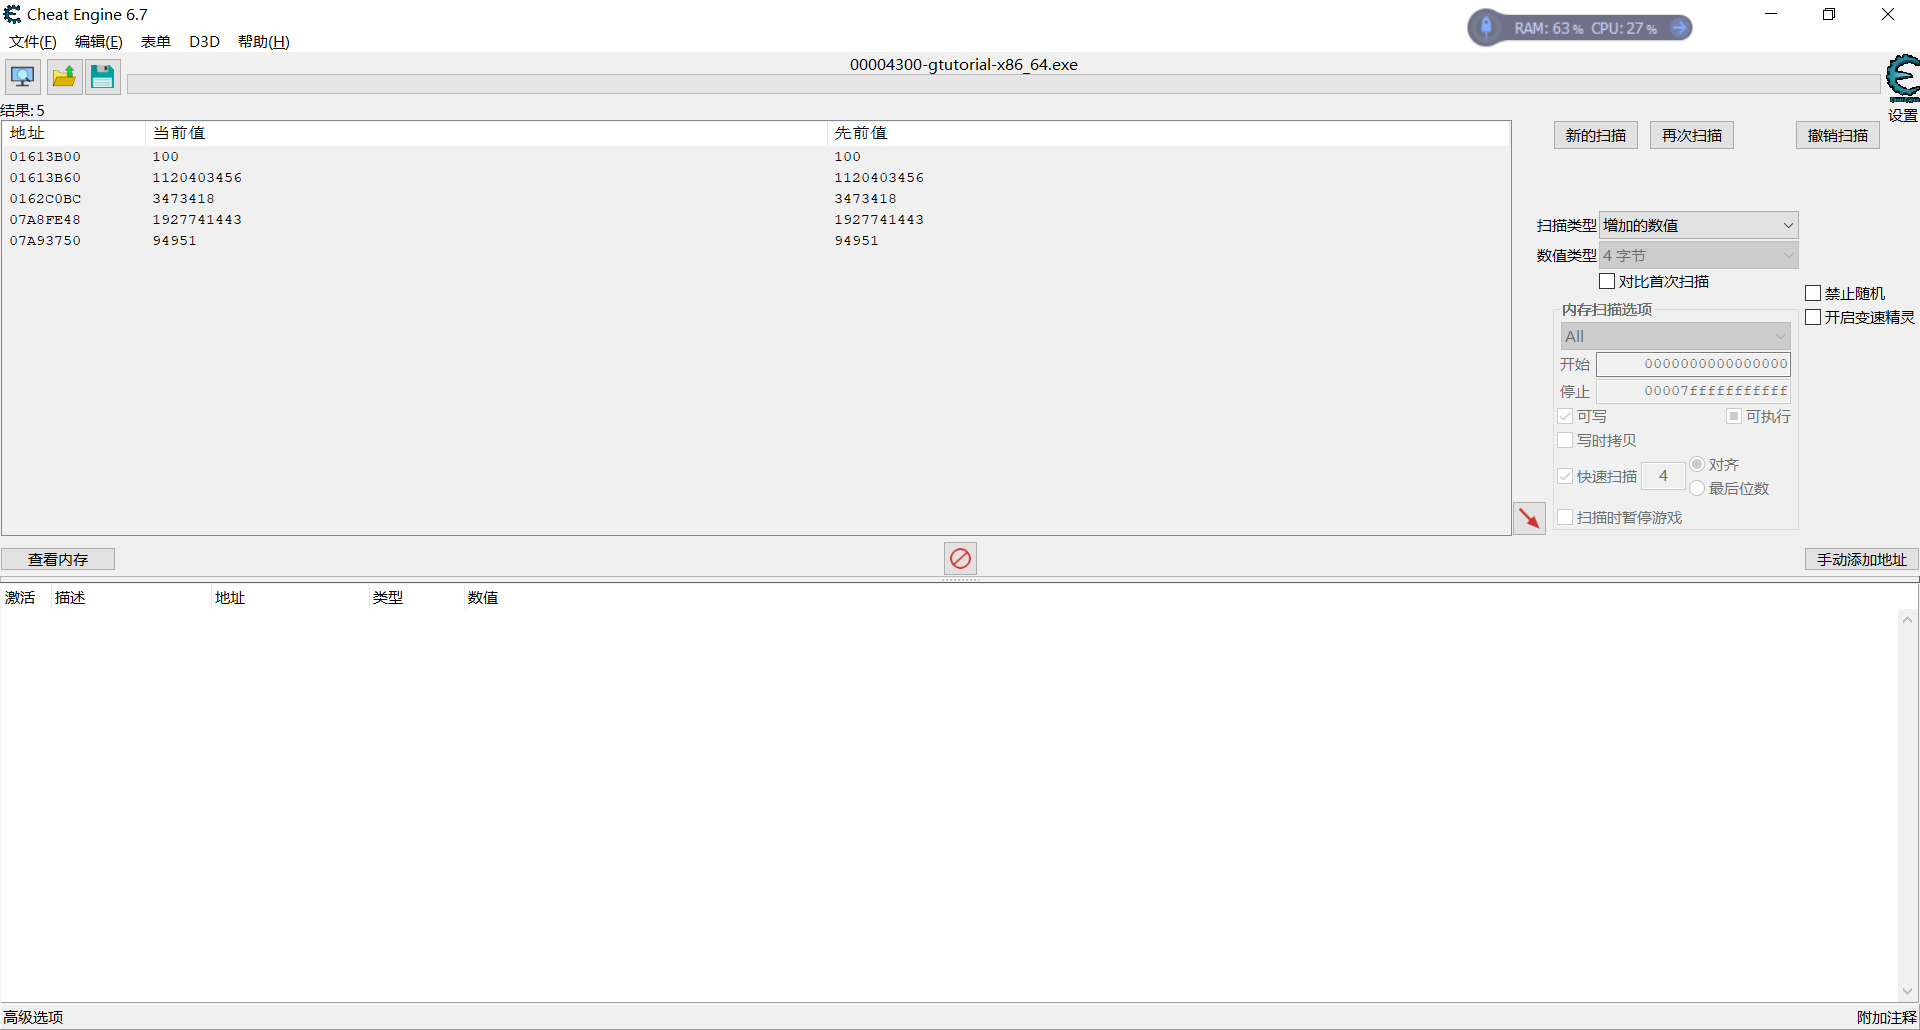 Cheat Engine 6.7
RAM: 63% CPU: 27%
文件(F) 编辑(E) 表单 D3D 帮助(H)
00004300-gtutorial-x86_64.exe
设置
结果: 5
地址 当前值 先前值
01613B00 100 100
01613B60 1120403456 1120403456
0162C0BC 3473418 3473418
07A8FE48 1927741443 1927741443
07A93750 94951 94951
新的扫描 再次扫描 撤销扫描
扫描类型 增加的数值
数值类型 4 字节
对比首次扫描
禁止随机
开启变速精灵
内存扫描选项
All
开始 0000000000000000
停止 00007fffffffffff
可写 可执行
写时拷贝
快速扫描 4 对齐
最后位数
扫描时暂停游戏
查看内存 手动添加地址
激活 描述 地址 类型 数值
高级选项 附加注释